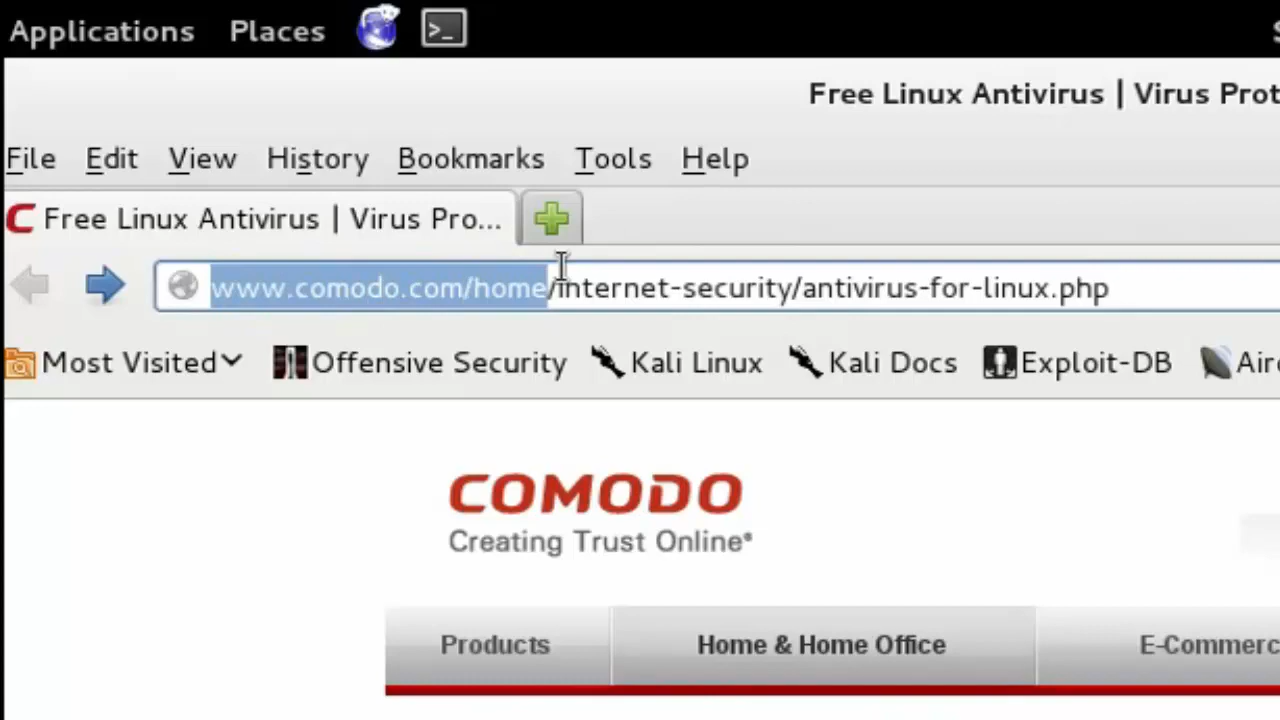 Applications Places >_
Free Linux Antivirus | Virus Prot
File Edit View History Bookmarks Tools Help
Free Linux Antivirus | Virus Pro...
www.comodo.com/home/internet-security/antivirus-for-linux.php
Most Visited Offensive Security Kali Linux Kali Docs Exploit-DB Airc
COMODO
Creating Trust Online®
Products Home & Home Office E-Commerc